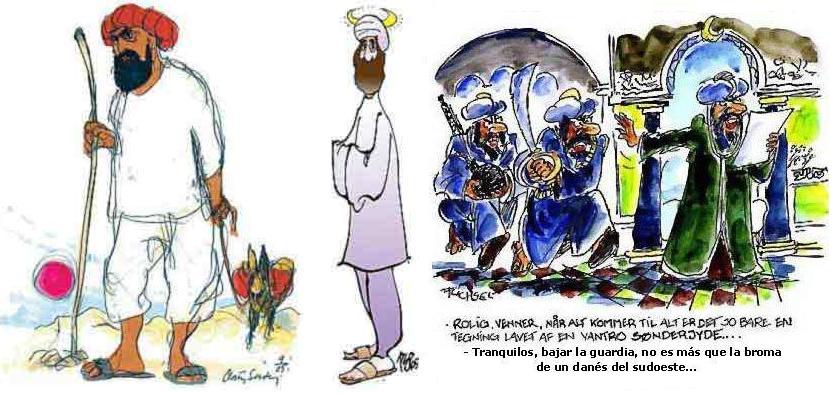 - ROLIG, VENNER, NÅR ALT KOMMER TIL ALT ER DET JO BARE EN
TEGNING LAVET AF EN VANTRO SØNDERJYDE....
- Tranquilos, bajar la guardia, no es más que la broma
de un danés del sudoeste...